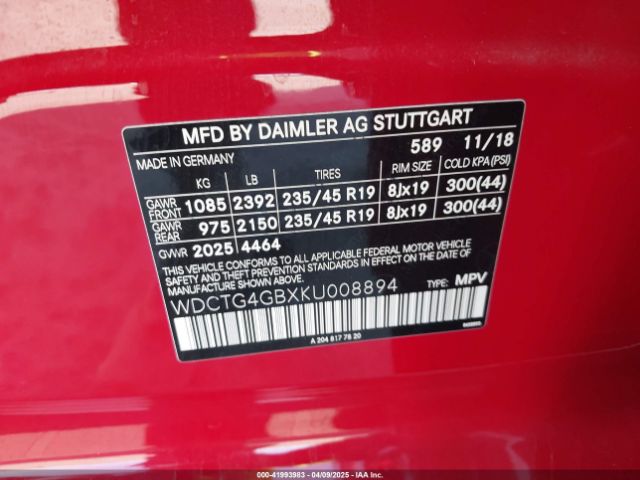 MFD BY DAIMLER AG STUTTGART
589 11/18
MADE IN GERMANY
KG LB TIRES RIM SIZE COLD KPA(PSI)
GAWR FRONT 1085 2392 235/45 R19 8Jx19 300(44)
GAWR REAR 975 2150 235/45 R19 8Jx19 300(44)
GVWR 2025 4464
THIS VEHICLE CONFORMS TO ALL APPLICABLE FEDERAL MOTOR VEHICLE
SAFETY, BUMPER, AND THEFT PREVENTION STANDARDS IN EFFECT ON THE DATE
OF MANUFACTURE SHOWN ABOVE.
WDCTG4GBXKU008894 TYPE: MPV
A 204 817 78 20
000-41993983 - 04/09/2025 - IAAI.CA